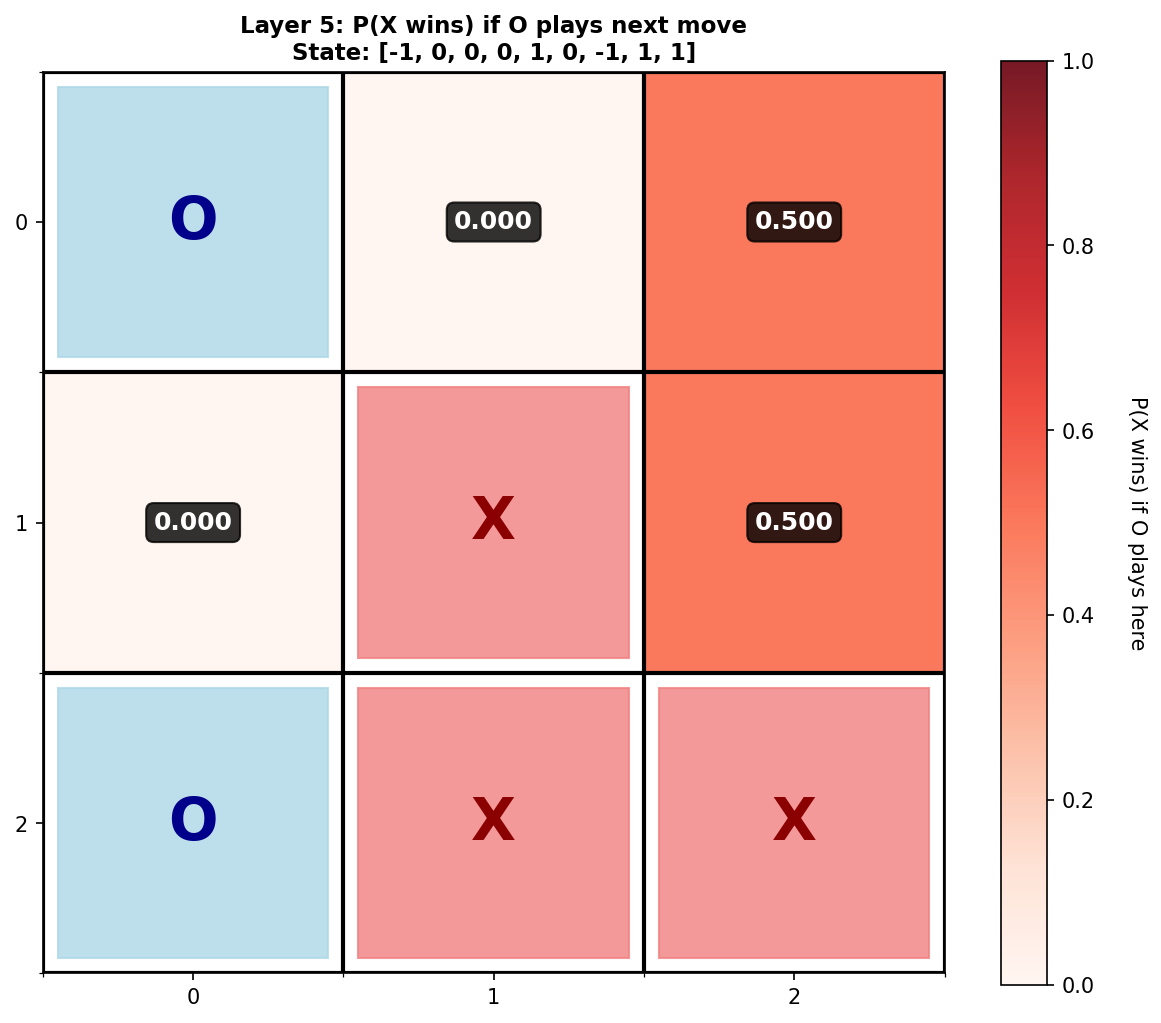 Layer 5: P(X wins) if O plays next move
State: [-1, 0, 0, 0, 1, 0, -1, 1, 1]
0
O
0.000
0.500
1
0.000
X
0.500
2
O
X
X
0
1
2
1.0
0.8
0.6
0.4
0.2
0.0
P(X wins) if O plays here